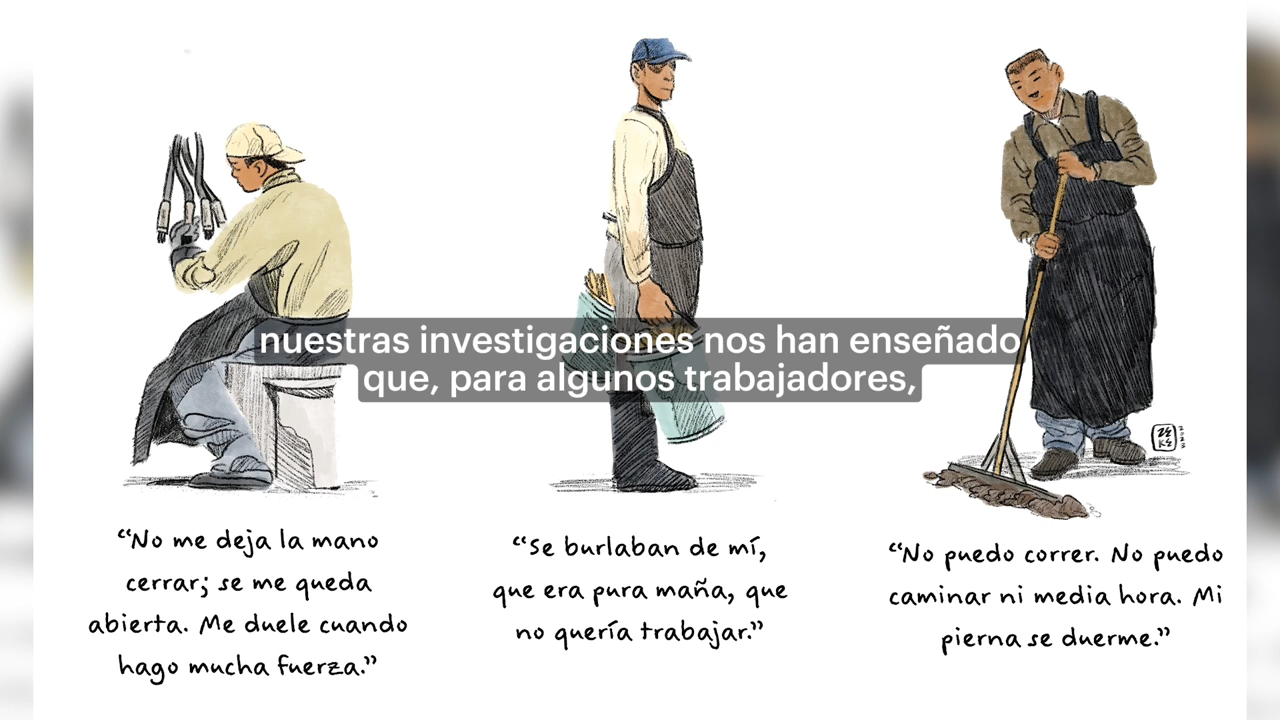 nuestras investigaciones nos han enseñado
que, para algunos trabajadores,
“No me deja la mano
cerrar; se me queda
abierta. Me duele cuando
hago mucha fuerza.”
“Se burlaban de mí,
que era pura maña, que
no quería trabajar.”
“No puedo correr. No puedo
caminar ni media hora. Mi
pierna se duerme.”